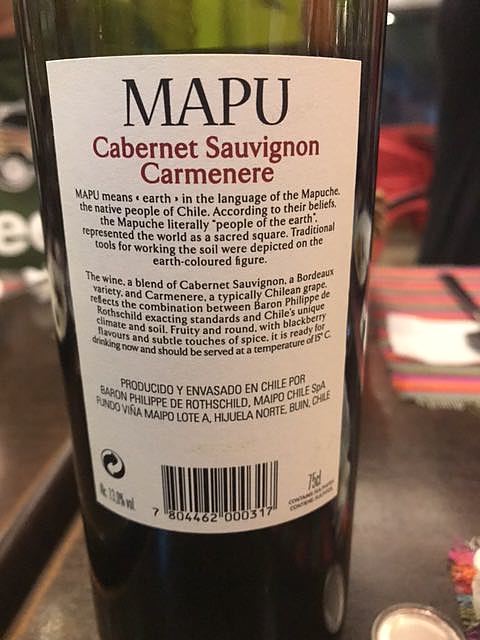 MAPU
Cabernet Sauvignon
Carmenere
MAPU means ‹ earth › in the language of the Mapuche,
the native people of Chile. According to their beliefs,
the Mapuche literally "people of the earth",
represented the world as a sacred square. Traditional
tools for working the soil were depicted on the
earth-coloured figure.
The wine, a blend of Cabernet Sauvignon, a Bordeaux
variety, and Carmenere, a typically Chilean grape,
reflects the combination between Baron Philippe de
Rothschild exacting standards and Chile's unique
climate and soil. Fruity and round, with blackberry
flavours and subtle touches of spice, it is ready for
drinking now and should be served at a temperature of 15° C.
PRODUCIDO Y ENVASADO EN CHILE POR
BARON PHILIPPE DE ROTHSCHILD, MAIPO CHILE SpA
FUNDO VIÑA MAIPO LOTE A, HIJUELA NORTE, BUIN, CHILE
Alc 13,0% vol
75cl
7 804462 000317